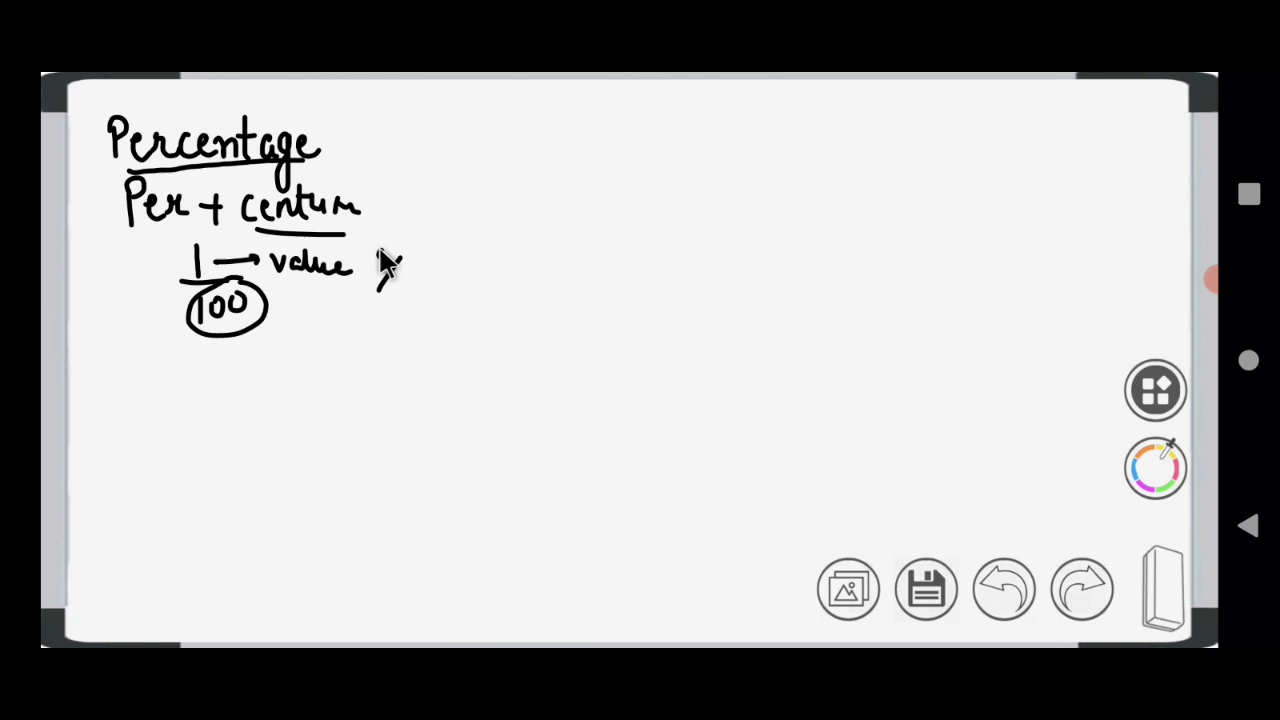 Percentage
Per + centum
1 → value
100